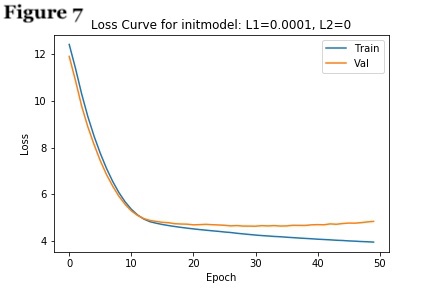 Figure 7
Loss Curve for initmodel: L1=0.0001, L2=0
Train
Val
12
10
8
6
4
Loss
0 10 20 30 40 50
Epoch